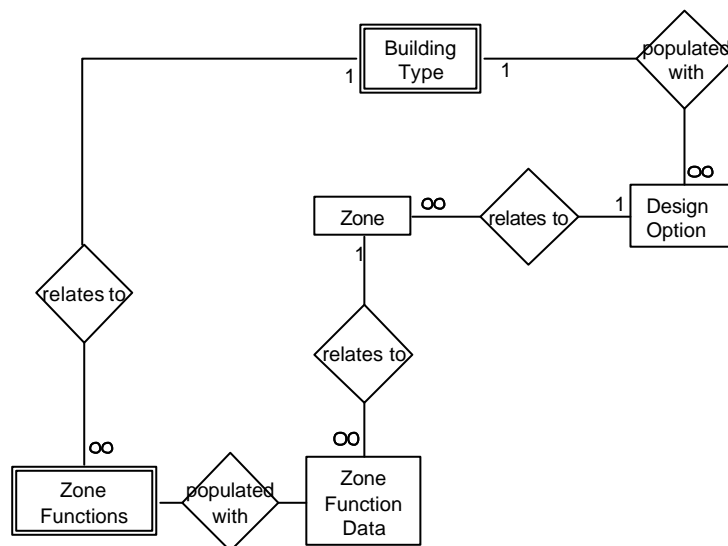 Building
Type
populated
with
1
1
∞
Zone
∞
relates to
1
Design
Option
1
relates to
relates to
∞
∞
Zone
Functions
populated
with
Zone
Function
Data